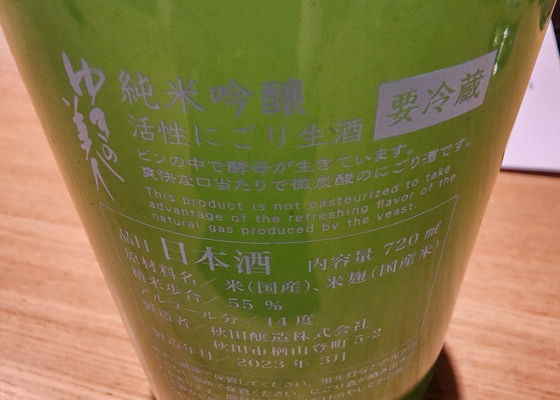 ゆきの美人
純米吟醸
要冷蔵
活性にごり生酒
ビンの中で酵母が生きています。
爽快な口当たりで微炭酸のにごり酒です。
This product is not pasteurized to take
advantage of the refreshing flavor of the
natural gas produced by the yeast.
品目 日本酒 内容量 720㎖
原材料名／米(国産)、米麹(国産米)
精米歩合／55%
アルコール分／14度
製造者／秋田醸造株式会社
秋田市楢山登町5-2
製造年月／2023年3月